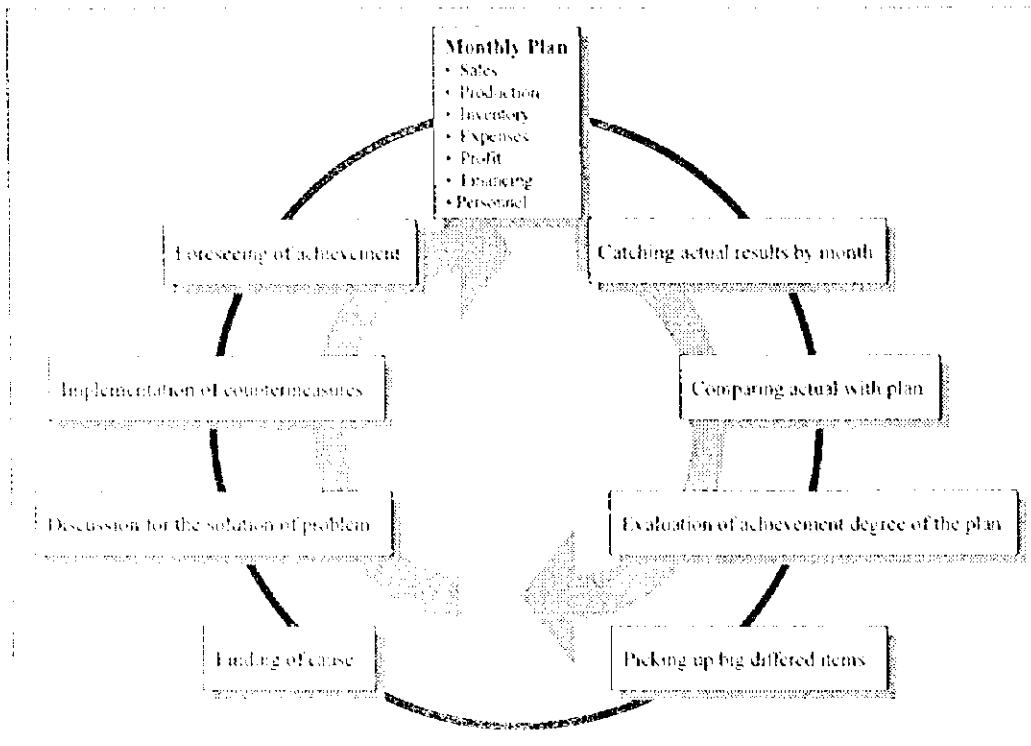 Monthly Plan
• Sales
• Production
• Inventory
• Expenses
• Profit
• Financing
• Personnel
Catching actual results by month
Comparing actual with plan
Evaluation of achievement degree of the plan
Picking up big differed items
Finding of cause
Discussion for the solution of problem
Implementation of countermeasures
Foreseeing of achievement